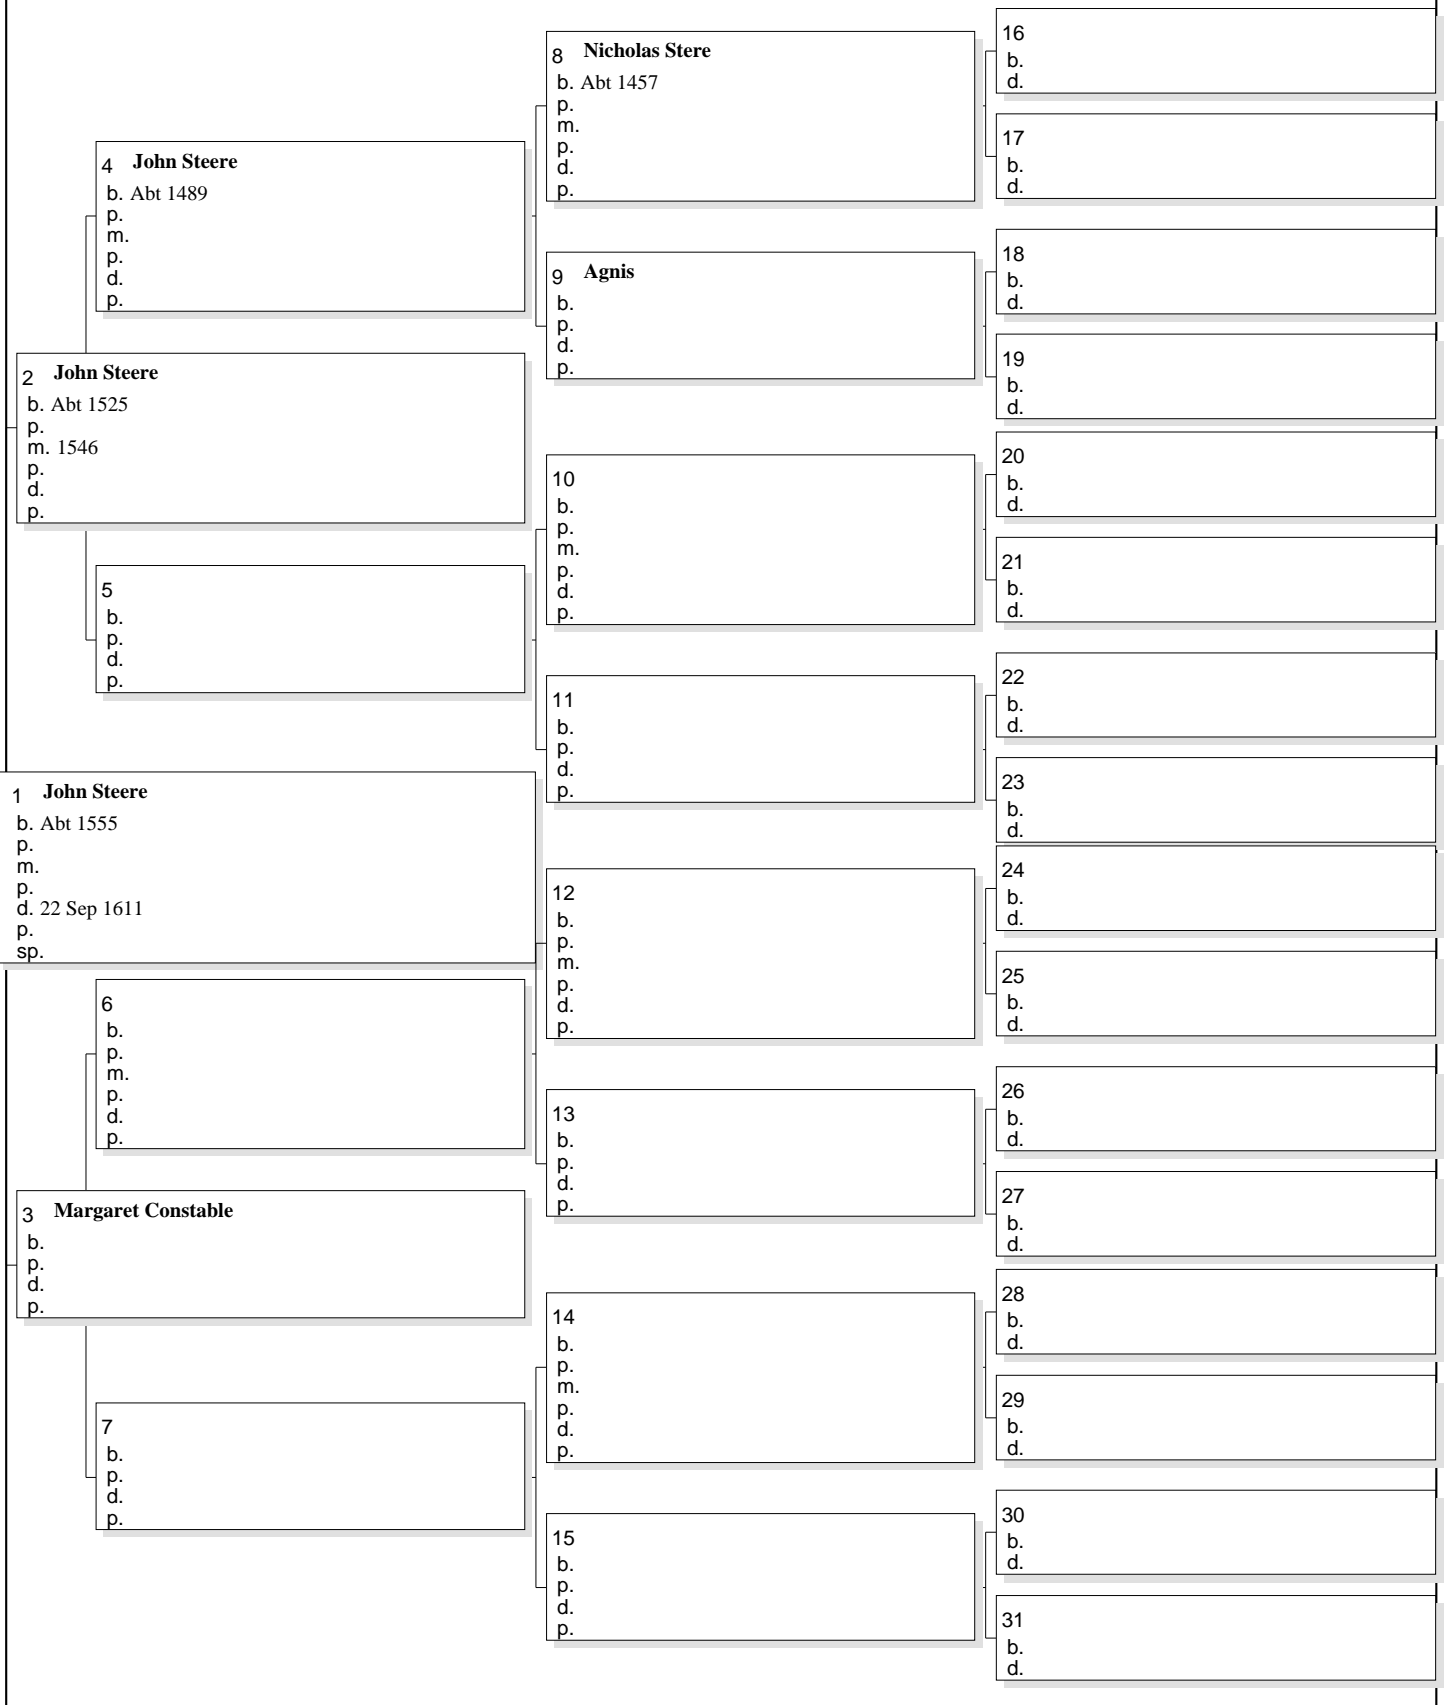 1 John Steere
b. Abt 1555
p.
m.
p.
d. 22 Sep 1611
p.
sp.
2 John Steere
b. Abt 1525
p.
m. 1546
p.
d.
p.
3 Margaret Constable
b.
p.
d.
p.
4 John Steere
b. Abt 1489
p.
m.
p.
d.
p.
5
b.
p.
d.
p.
6
b.
p.
m.
p.
d.
p.
7
b.
p.
d.
p.
8 Nicholas Stere
b. Abt 1457
p.
m.
p.
d.
p.
9 Agnis
b.
p.
d.
p.
10
b.
p.
m.
p.
d.
p.
11
b.
p.
d.
p.
12
b.
p.
m.
p.
d.
p.
13
b.
p.
d.
p.
14
b.
p.
m.
p.
d.
p.
15
b.
p.
d.
p.
16
b.
d.
17
b.
d.
18
b.
d.
19
b.
d.
20
b.
d.
21
b.
d.
22
b.
d.
23
b.
d.
24
b.
d.
25
b.
d.
26
b.
d.
27
b.
d.
28
b.
d.
29
b.
d.
30
b.
d.
31
b.
d.